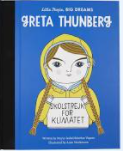 Little People, BIG DREAMS
GRETA THUNBERG
SKOLSTREJK
FÖR
KLIMATET